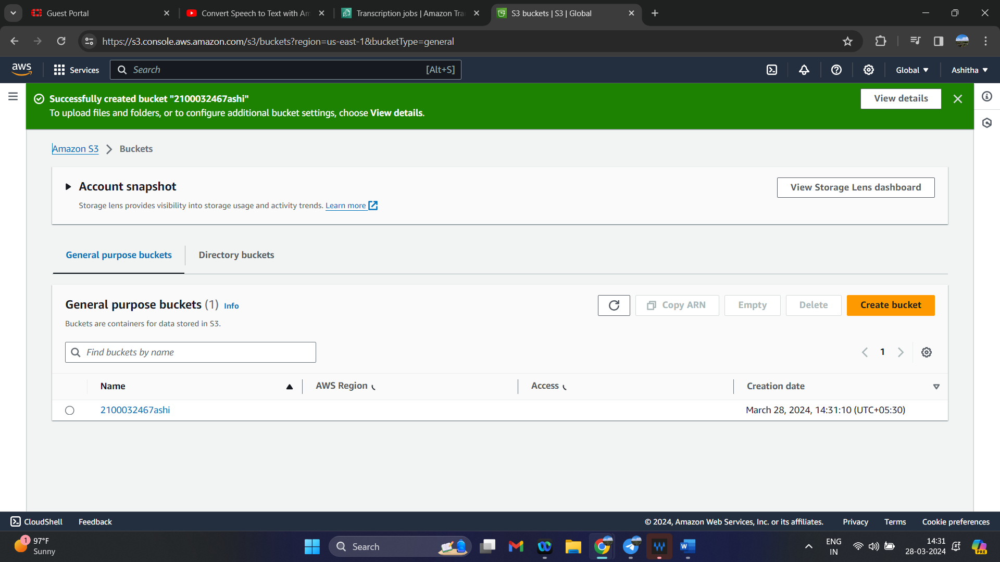 Guest Portal
Convert Speech to Text with Am
Transcription jobs | Amazon Tra
S3 buckets | S3 | Global
https://s3.console.aws.amazon.com/s3/buckets?region=us-east-1&bucketType=general
aws
Services
Search
[Alt+S]
Global
Ashitha
Successfully created bucket "2100032467ashi"
To upload files and folders, or to configure additional bucket settings, choose View details.
View details
Amazon S3
Buckets
Account snapshot
Storage lens provides visibility into storage usage and activity trends. Learn more
View Storage Lens dashboard
General purpose buckets
Directory buckets
General purpose buckets (1) Info
Buckets are containers for data stored in S3.
Copy ARN
Empty
Delete
Create bucket
Find buckets by name
1
Name
AWS Region
Access
Creation date
2100032467ashi
March 28, 2024, 14:31:10 (UTC+05:30)
CloudShell
Feedback
© 2024, Amazon Web Services, Inc. or its affiliates.
Privacy
Terms
Cookie preferences
1
97°F
Sunny
Search
W
ENG
IN
14:31
28-03-2024
PRE